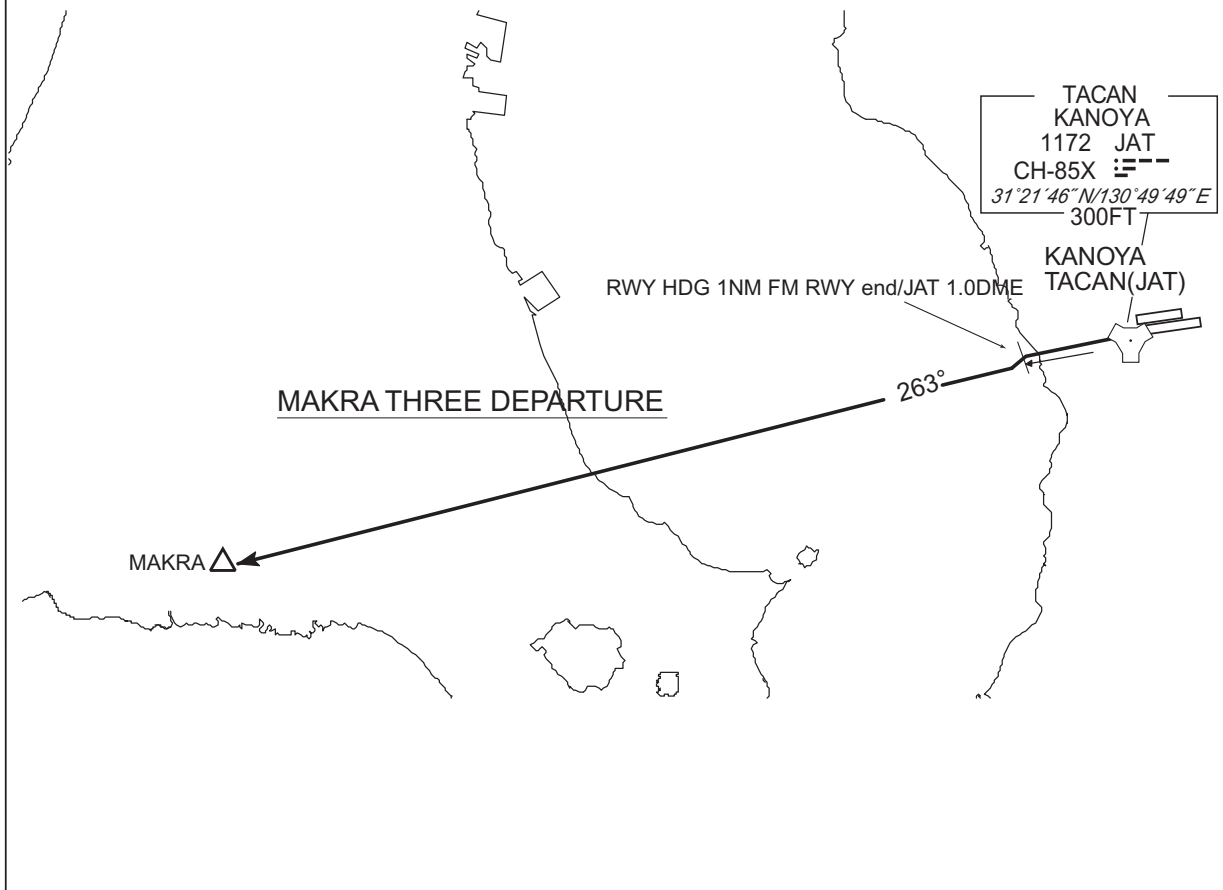 TACAN
KANOYA
1172 JAT
CH-85X
31°21´46˝N/130°49´49˝E
300FT
KANOYA
TACAN(JAT)
RWY HDG 1NM FM RWY end/JAT 1.0DME
263°
MAKRA THREE DEPARTURE
MAKRA